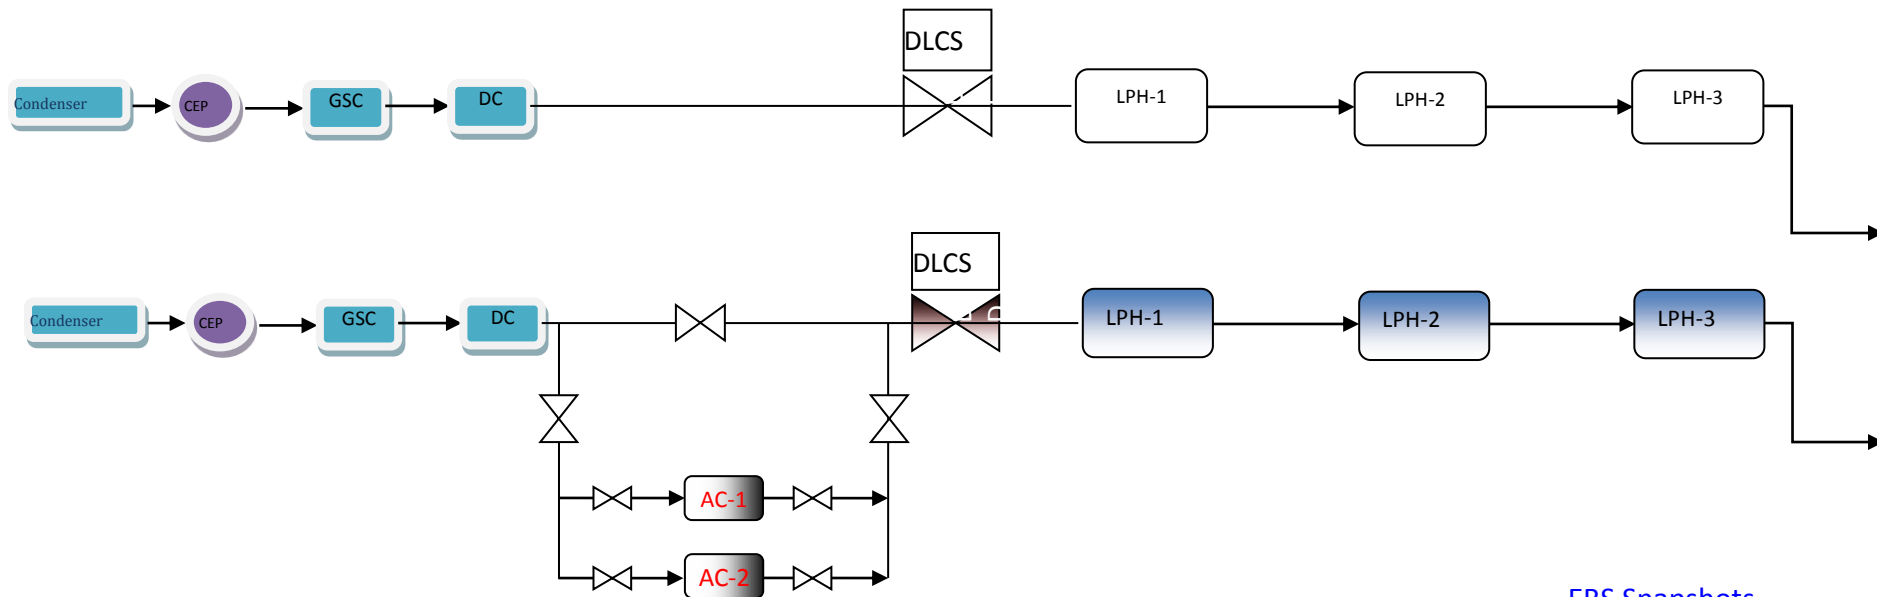 DLCS
Condenser
CEP
GSC
DC
LPH-1
LPH-2
LPH-3
DLCS
Condenser
CEP
GSC
DC
LPH-1
LPH-2
LPH-3
AC-1
AC-2
Snapshots